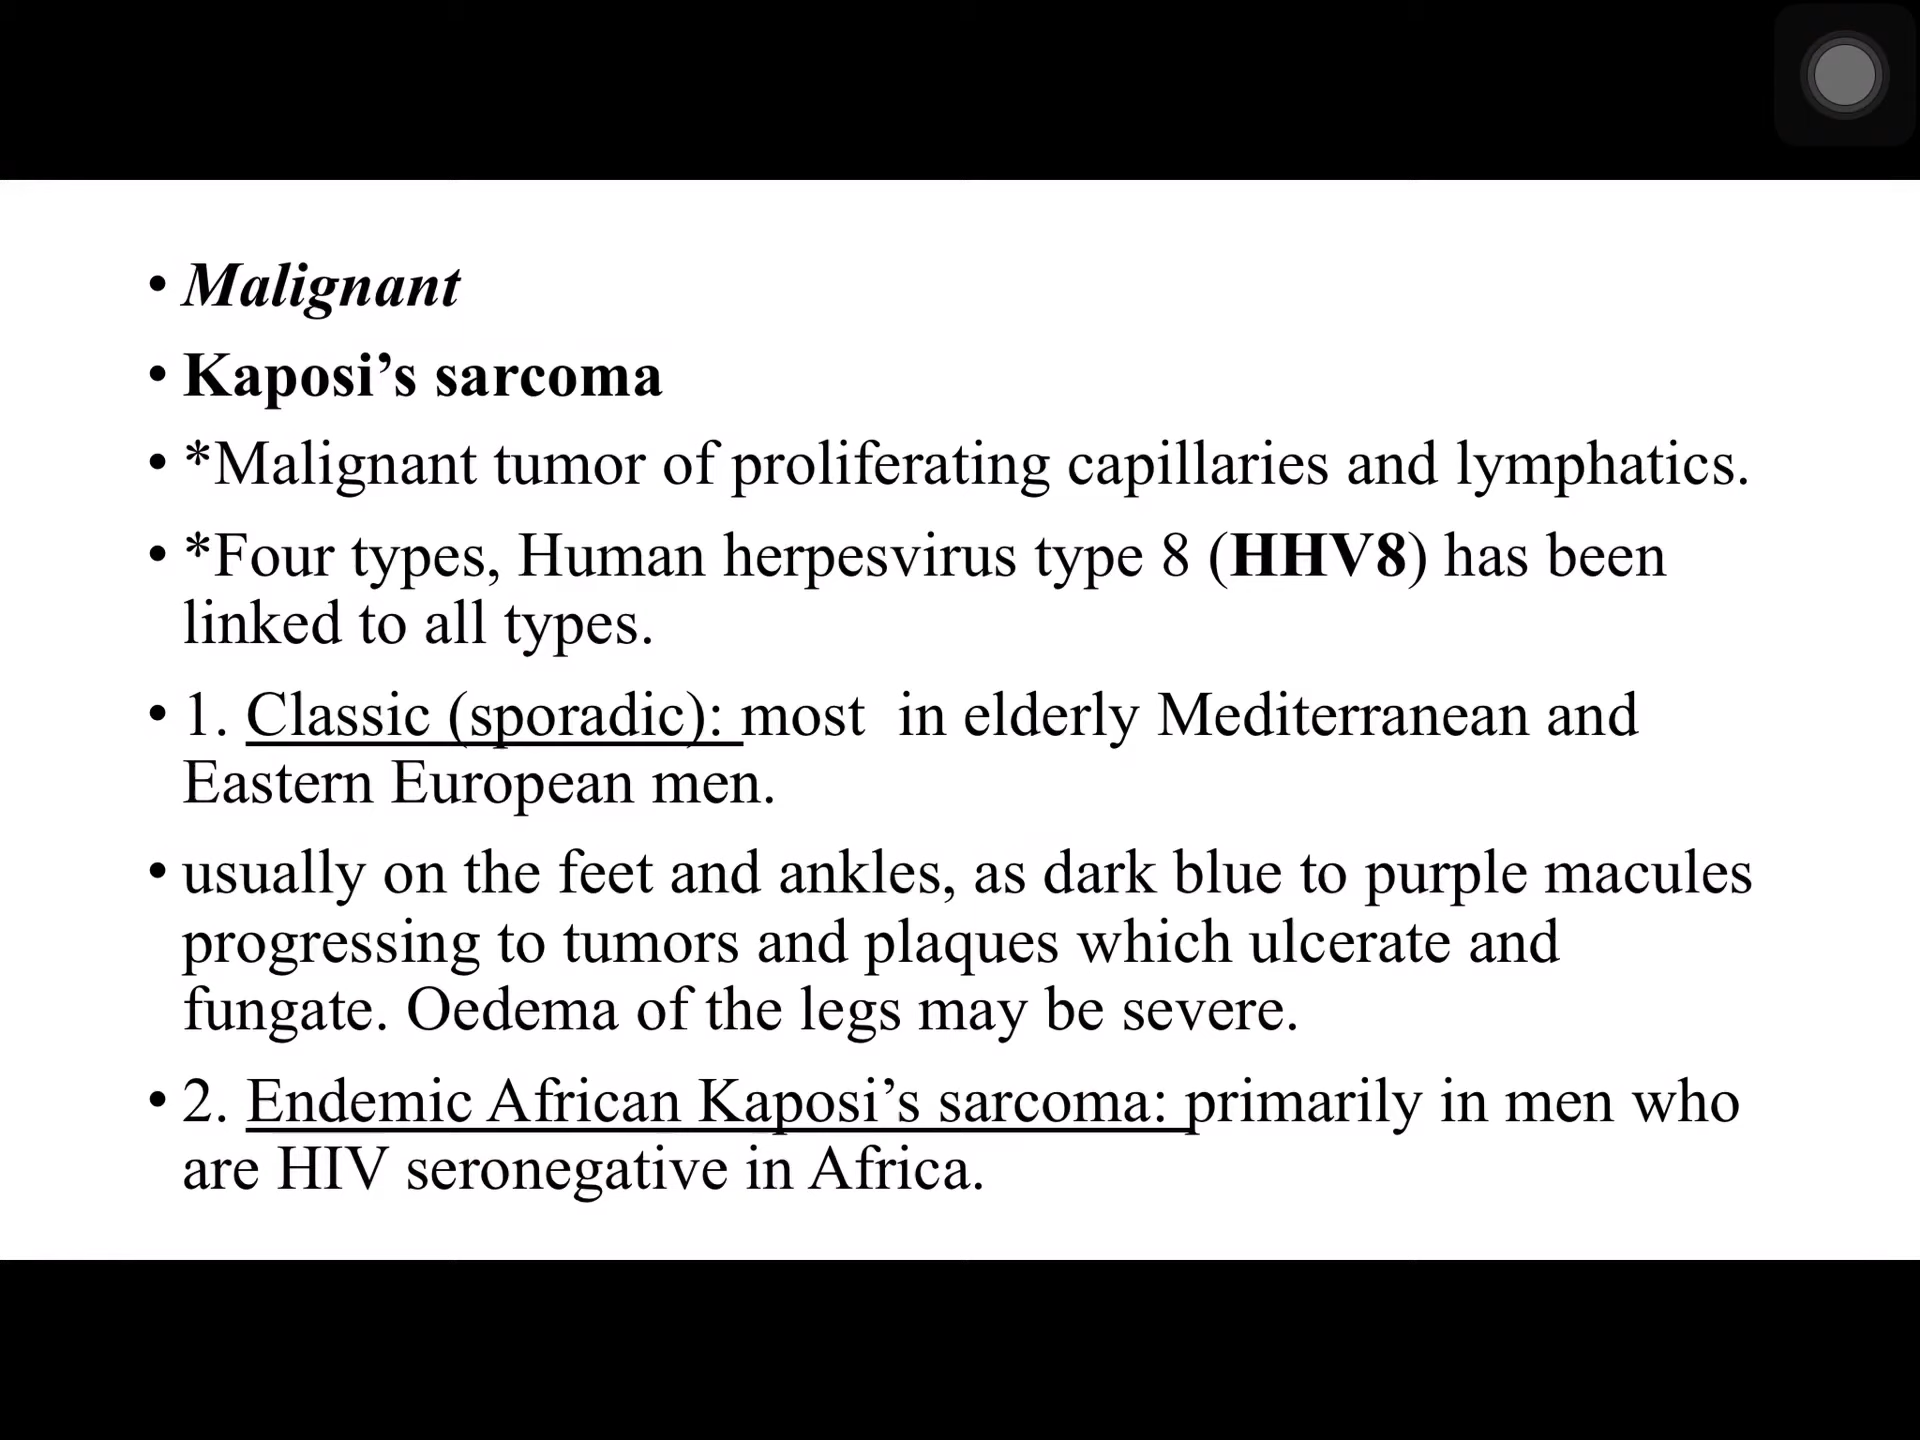 • Malignant
• Kaposi’s sarcoma
• *Malignant tumor of proliferating capillaries and lymphatics.
• *Four types, Human herpesvirus type 8 (HHV8) has been
linked to all types.
• 1. Classic (sporadic): most  in elderly Mediterranean and
Eastern European men.
• usually on the feet and ankles, as dark blue to purple macules
progressing to tumors and plaques which ulcerate and
fungate. Oedema of the legs may be severe.
• 2. Endemic African Kaposi’s sarcoma: primarily in men who
are HIV seronegative in Africa.